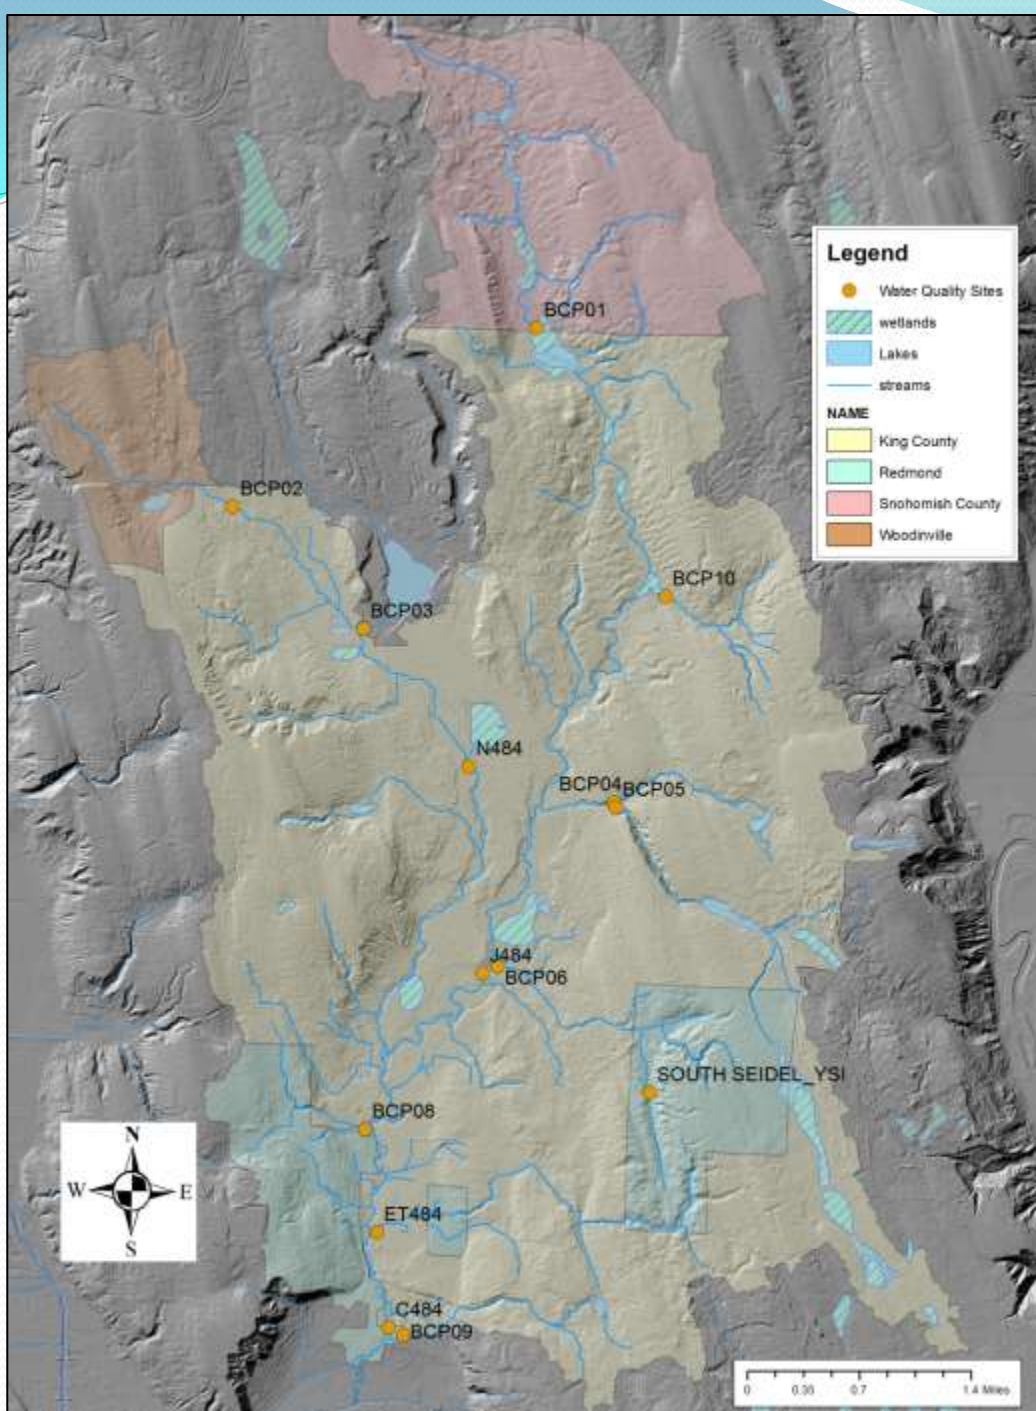 Legend
Water Quality Sites
wetlands
Lakes
streams
NAME
King County
Redmond
Snohomish County
Woodinville
BCP01
BCP02
BCP10
BCP03
N484
BCP04 BCP05
J484
BCP06
SOUTH SEIDEL_YSI
BCP08
N
W E
S
ET484
C484
BCP09
0 0.35 0.7 1.4 Miles